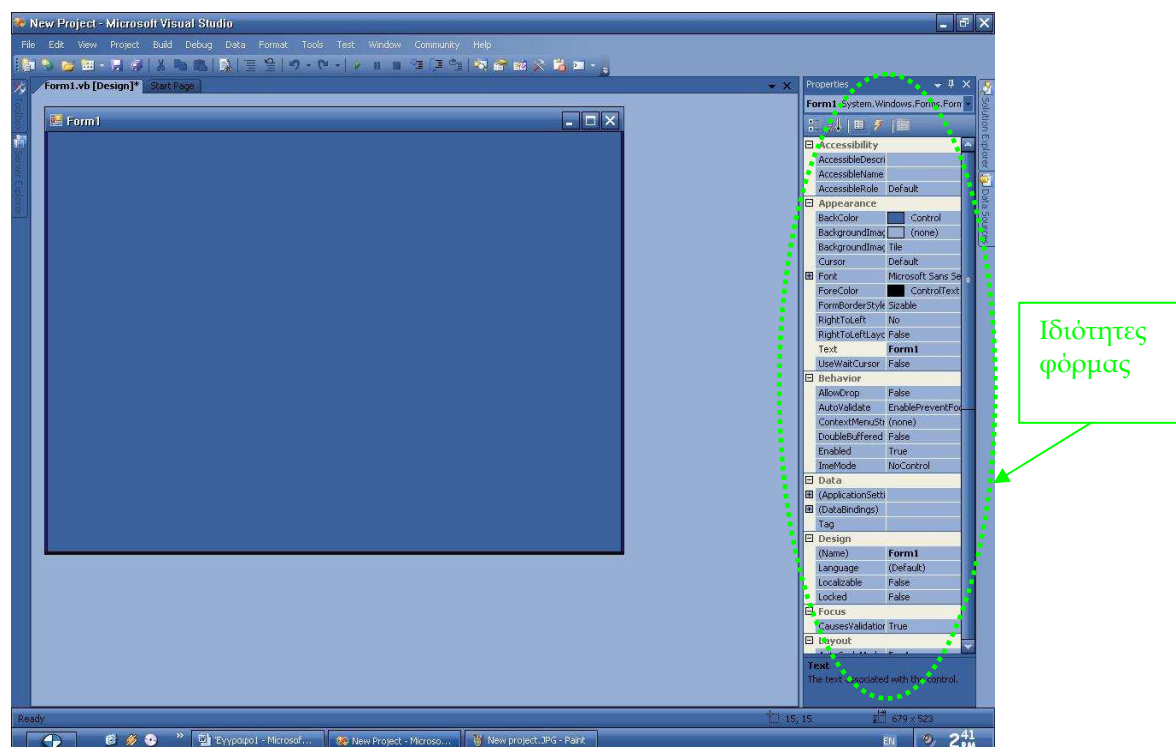 New Project - Microsoft Visual Studio
File Edit View Project Build Debug Data Format Tools Test Window Community Help
Form1.vb [Design]* Start Page
Toolbox
Server Explorer
Form1
Properties
Form1 System.Windows.Forms.Form
Accessibility
AccessibleDescri
AccessibleName
AccessibleRole Default
Appearance
BackColor Control
BackgroundImag (none)
BackgroundImag Tile
Cursor Default
Font Microsoft Sans Se
ForeColor ControlText
FormBorderStyle Sizable
RightToLeft No
RightToLeftLayo False
Text Form1
UseWaitCursor False
Behavior
AllowDrop False
AutoValidate EnablePreventFoc
ContextMenuStr (none)
DoubleBuffered False
Enabled True
ImeMode NoControl
Data
(ApplicationSetti
(DataBindings)
Tag
Design
(Name) Form1
Language (Default)
Localizable False
Locked False
Focus
CausesValidation True
Layout
Text
The text associated with the control.
Solution Explorer
Data Sources
Ιδιότητες
φόρμας
Ready 15, 15 679 x 523
Έγγραφο1 - Microsof... New Project - Microso... New project.JPG - Paint EN 2 41 PM